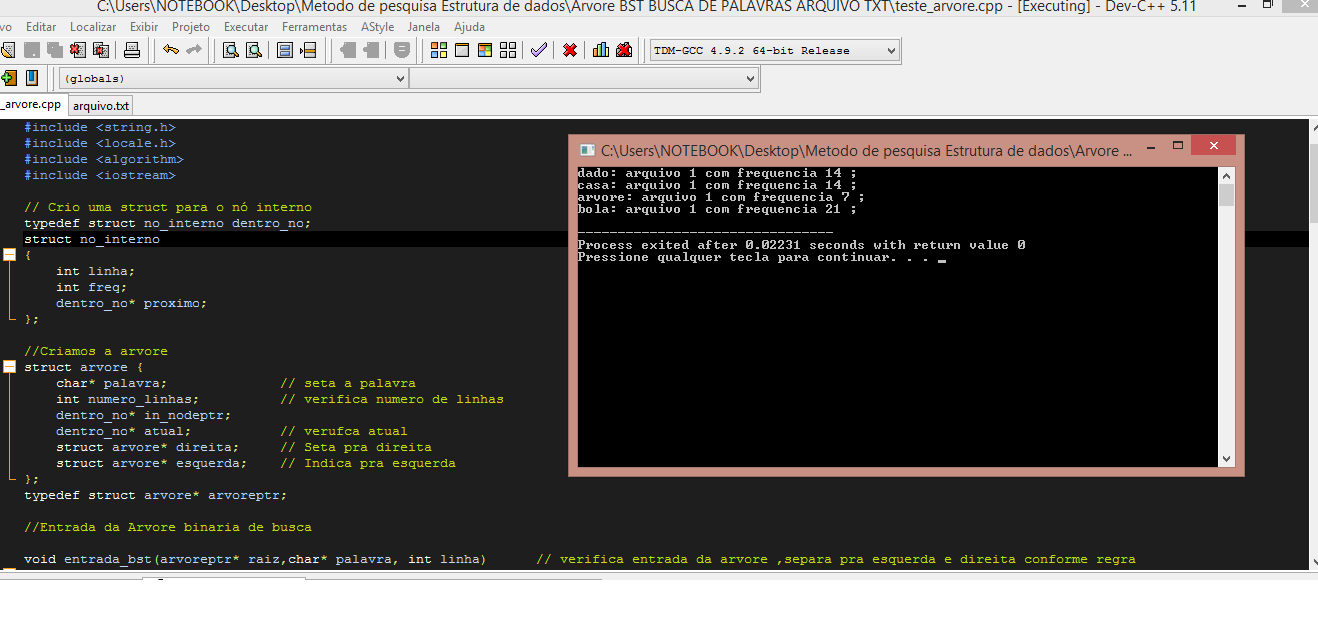 C:\Users\NOTEBOOK\Desktop\Metodo de pesquisa Estrutura de dados\Arvore BST BUSCA DE PALAVRAS ARQUIVO TXT\teste_arvore.cpp - [Executing] - Dev-C++ 5.11
vo Editar Localizar Exibir Projeto Executar Ferramentas AStyle Janela Ajuda
TDM-GCC 4.9.2 64-bit Release
(globals)
_arvore.cpp arquivo.txt
#include <string.h>
#include <locale.h>
#include <algorithm>
#include <iostream>
// Crio uma struct para o nó interno
typedef struct no_interno dentro_no;
struct no_interno
{
int linha;
int freq;
dentro_no* proximo;
};
//Criamos a arvore
struct arvore {
char* palavra; // seta a palavra
int numero_linhas; // verifica numero de linhas
dentro_no* in_nodeptr;
dentro_no* atual; // verufca atual
struct arvore* direita; // Seta pra direita
struct arvore* esquerda; // Indica pra esquerda
};
typedef struct arvore* arvoreptr;
//Entrada da Arvore binaria de busca
void entrada_bst(arvoreptr* raiz,char* palavra, int linha) // verifica entrada da arvore ,separa pra esquerda e direita conforme regra
C:\Users\NOTEBOOK\Desktop\Metodo de pesquisa Estrutura de dados\Arvore ...
dado: arquivo 1 com frequencia 14 ;
casa: arquivo 1 com frequencia 14 ;
arvore: arquivo 1 com frequencia 7 ;
bola: arquivo 1 com frequencia 21 ;
--------------------------------
Process exited after 0.02231 seconds with return value 0
Pressione qualquer tecla para continuar. . . _